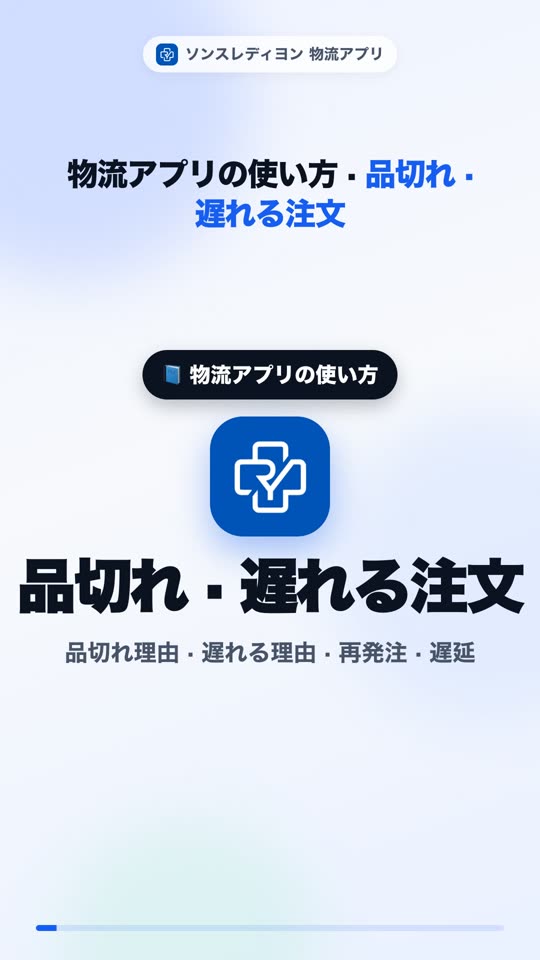 ソンスレディヨン 物流アプリ
物流アプリの使い方 · 品切れ ·
遅れる注文
物流アプリの使い方
RY
品切れ · 遅れる注文
品切れ理由 · 遅れる理由 · 再発注 · 遅延